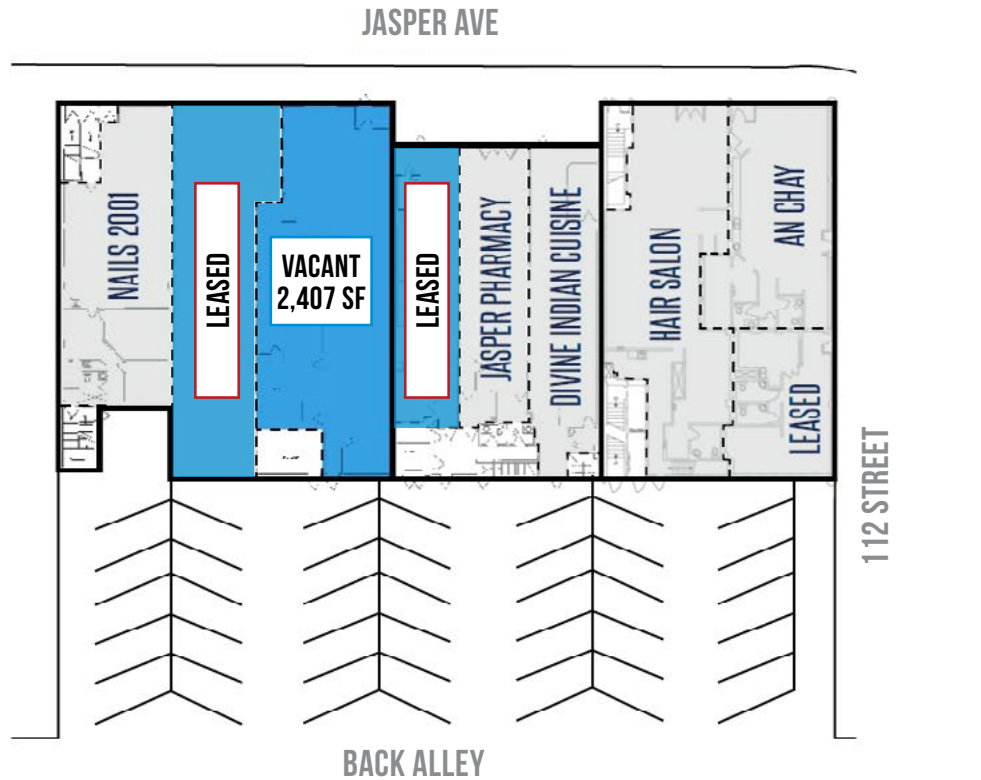 JASPER AVE
NAILS 2001
LEASED
VACANT
2,407 SF
LEASED
JASPER PHARMACY
DIVINE INDIAN CUISINE
HAIR SALON
AN CHAY
LEASED
112 STREET
BACK ALLEY